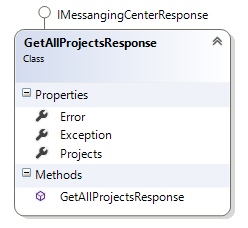 IMessangingCenterResponse
GetAllProjectsResponse
Class
Properties
Error
Exception
Projects
Methods
GetAllProjectsResponse